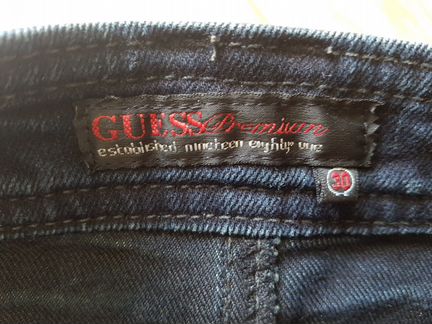 GUESS Premium
established nineteen eighty one
30